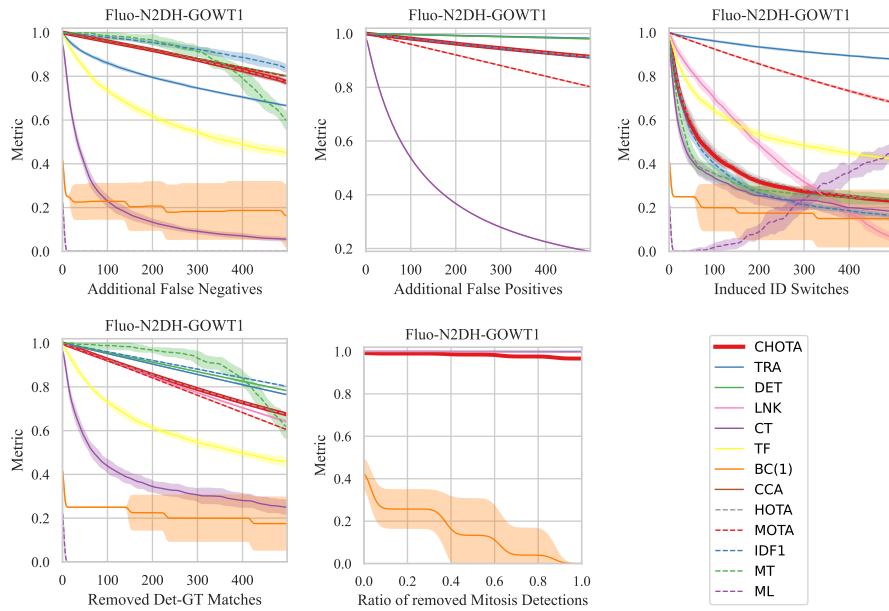 Fluo-N2DH-GOWT1 Fluo-N2DH-GOWT1 Fluo-N2DH-GOWT1
1.0 1.0 1.0
0.8 0.8 0.8
0.6 0.6 0.6
0.4 0.4 0.4
0.2 0.2 0.2
0.0 0.0
Metric Metric Metric
0 100 200 300 400 0 100 200 300 400 0 100 200 300 400
Additional False Negatives Additional False Positives Induced ID Switches
Fluo-N2DH-GOWT1 Fluo-N2DH-GOWT1
1.0 1.0
0.8 0.8
0.6 0.6
0.4 0.4
0.2 0.2
0.0 0.0
Metric Metric
0 100 200 300 400 0.0 0.2 0.4 0.6 0.8 1.0
Removed Det-GT Matches Ratio of removed Mitosis Detections
CHOTA
TRA
DET
LNK
CT
TF
BC(1)
CCA
HOTA
MOTA
IDF1
MT
ML